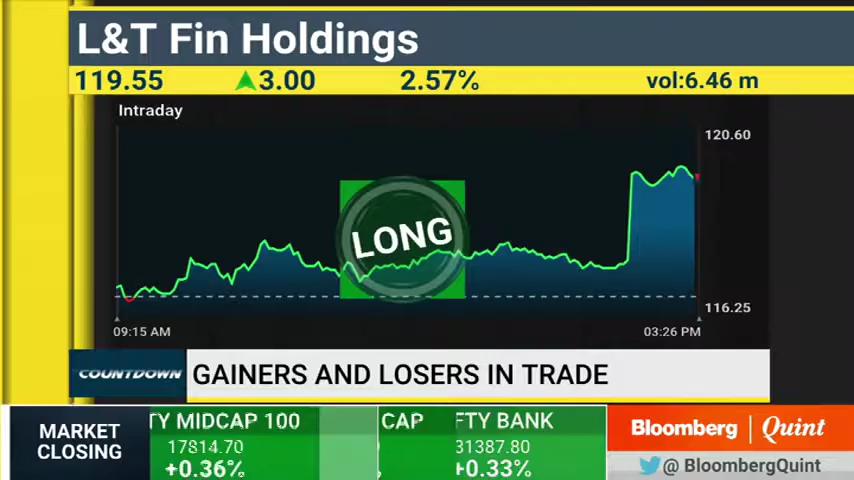 L&T Fin Holdings
119.55 3.00 2.57% vol:6.46 m
Intraday
120.60
LONG
116.25
09:15 AM 03:26 PM
COUNTDOWN
GAINERS AND LOSERS IN TRADE
MARKET CLOSING
TY MIDCAP 100
17814.70
+0.36%
CAP
FTY BANK
31387.80
+0.33%
Bloomberg | Quint
@ BloombergQuint